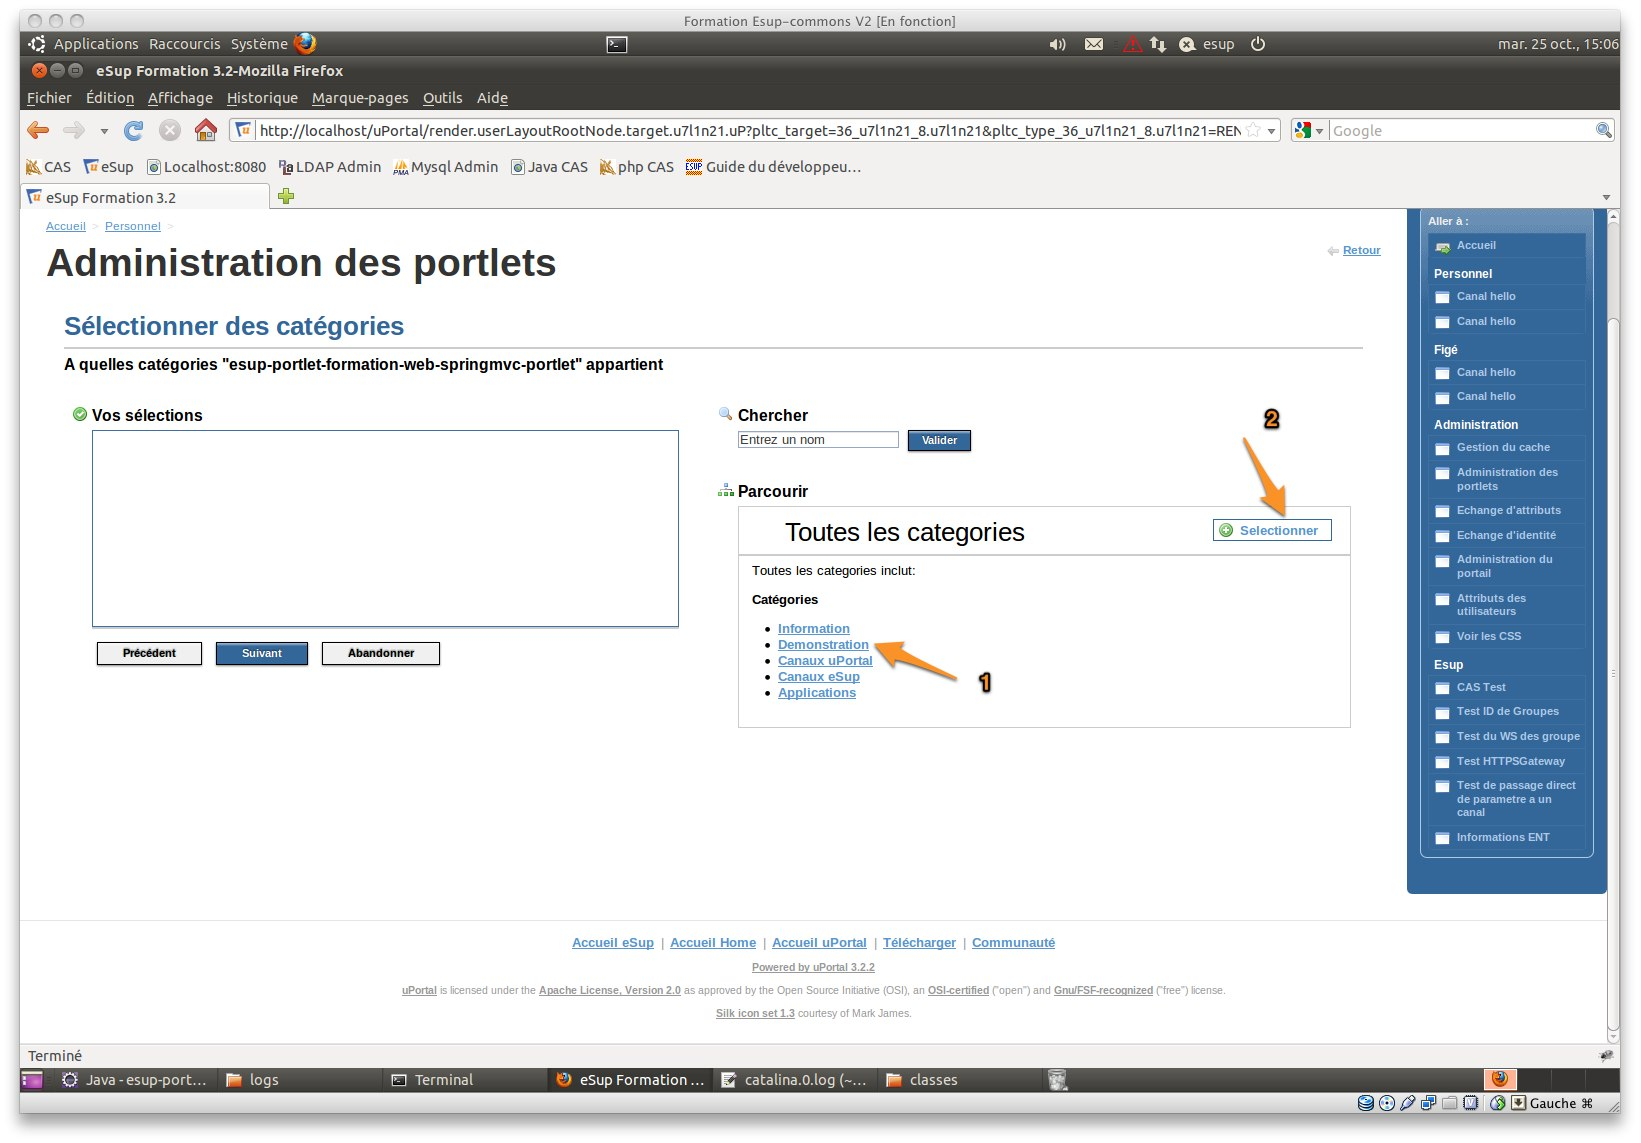 Formation Esup-commons V2 [En fonction]
Applications Raccourcis Système esup mar. 25 oct., 15:06
eSup Formation 3.2-Mozilla Firefox
Fichier Édition Affichage Historique Marque-pages Outils Aide
http://localhost/uPortal/render.userLayoutRootNode.target.u7l1n21.uP?pltc_target=36_u7l1n21_8.u7l1n21&pltc_type_36_u7l1n21_8.u7l1n21=REN Google
CAS eSup Localhost:8080 LDAP Admin Mysql Admin Java CAS php CAS Guide du développeu…
eSup Formation 3.2
Accueil > Personnel >
Administration des portlets
Retour
Sélectionner des catégories
A quelles catégories "esup-portlet-formation-web-springmvc-portlet" appartient
Vos sélections
Précédent Suivant Abandonner
Chercher
Entrez un nom Valider
2
Parcourir
Toutes les categories Selectionner
Toutes les categories inclut:
Catégories
Information
Demonstration
Canaux uPortal
Canaux eSup
Applications
1
Aller à :
Accueil
Personnel
Canal hello
Canal hello
Figé
Canal hello
Canal hello
Administration
Gestion du cache
Administration des
portlets
Echange d'attributs
Echange d'identité
Administration du
portail
Attributs des
utilisateurs
Voir les CSS
Esup
CAS Test
Test ID de Groupes
Test du WS des groupe
Test HTTPSGateway
Test de passage direct
de parametre a un
canal
Informations ENT
Accueil eSup | Accueil Home | Accueil uPortal | Télécharger | Communauté
Powered by uPortal 3.2.2
uPortal is licensed under the Apache License, Version 2.0 as approved by the Open Source Initiative (OSI), an OSI-certified ("open") and Gnu/FSF-recognized ("free") license.
Silk icon set 1.3 courtesy of Mark James.
Terminé
Java - esup-port... logs Terminal eSup Formation ... catalina.0.log (~... classes
Gauche ⌘